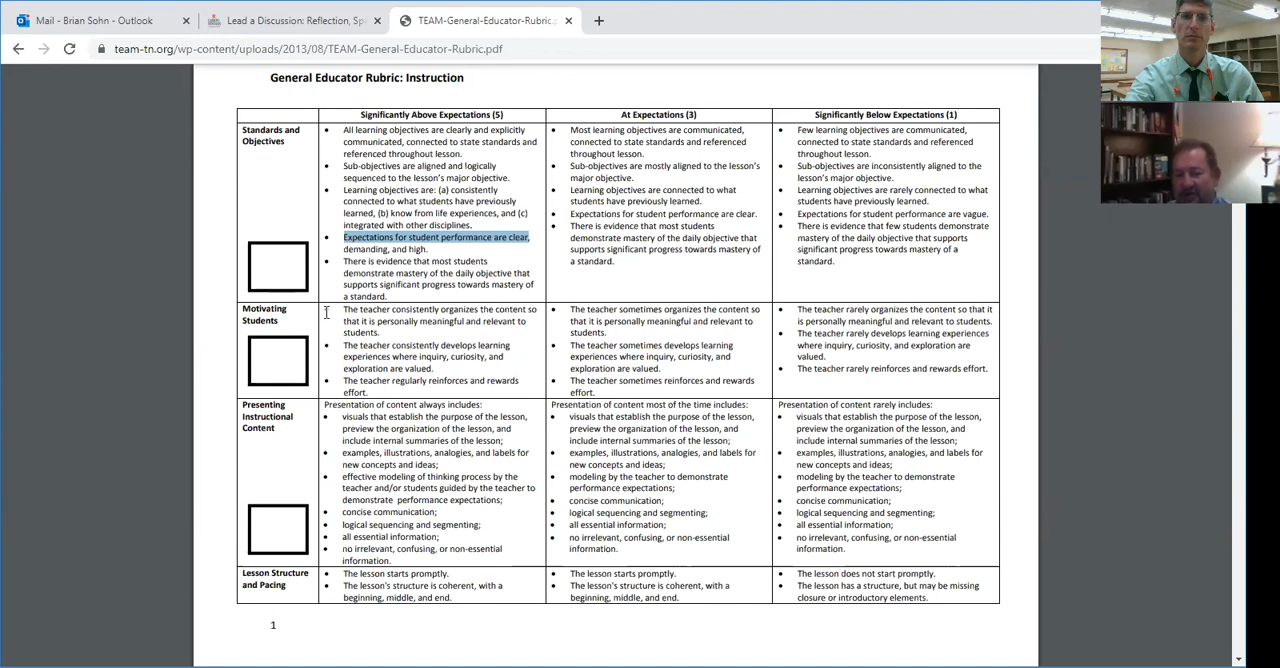 Mail - Brian Sohn - Outlook
Lead a Discussion: Reflection, Spe
TEAM-General-Educator-Rubric.p
team-tn.org/wp-content/uploads/2013/08/TEAM-General-Educator-Rubric.pdf
General Educator Rubric: Instruction
Significantly Above Expectations (5)
At Expectations (3)
Significantly Below Expectations (1)
Standards and
Objectives
• All learning objectives are clearly and explicitly
communicated, connected to state standards and
referenced throughout lesson.
• Sub-objectives are aligned and logically
sequenced to the lesson's major objective.
• Learning objectives are: (a) consistently
connected to what students have previously
learned, (b) know from life experiences, and (c)
integrated with other disciplines.
• Expectations for student performance are clear,
demanding, and high.
• There is evidence that most students
demonstrate mastery of the daily objective that
supports significant progress towards mastery of
a standard.
• Most learning objectives are communicated,
connected to state standards and referenced
throughout lesson.
• Sub-objectives are mostly aligned to the lesson's
major objective.
• Learning objectives are connected to what
students have previously learned.
• Expectations for student performance are clear.
• There is evidence that most students
demonstrate mastery of the daily objective that
supports significant progress towards mastery of
a standard.
• Few learning objectives are communicated,
connected to state standards and referenced
throughout lesson.
• Sub-objectives are inconsistently aligned to the
lesson's major objective.
• Learning objectives are rarely connected to what
students have previously learned.
• Expectations for student performance are vague.
• There is evidence that few students demonstrate
mastery of the daily objective that supports
significant progress towards mastery of a
standard.
Motivating
Students
The teacher consistently organizes the content so
that it is personally meaningful and relevant to
students.
• The teacher consistently develops learning
experiences where inquiry, curiosity, and
exploration are valued.
• The teacher regularly reinforces and rewards
effort.
• The teacher sometimes organizes the content so
that it is personally meaningful and relevant to
students.
• The teacher sometimes develops learning
experiences where inquiry, curiosity, and
exploration are valued.
• The teacher sometimes reinforces and rewards
effort.
• The teacher rarely organizes the content so that it
is personally meaningful and relevant to students.
• The teacher rarely develops learning experiences
where inquiry, curiosity, and exploration are
valued.
• The teacher rarely reinforces and rewards effort.
Presenting
Instructional
Content
Presentation of content always includes:
• visuals that establish the purpose of the lesson,
preview the organization of the lesson, and
include internal summaries of the lesson;
• examples, illustrations, analogies, and labels for
new concepts and ideas;
• effective modeling of thinking process by the
teacher and/or students guided by the teacher to
demonstrate performance expectations;
• concise communication;
• logical sequencing and segmenting;
• all essential information;
• no irrelevant, confusing, or non-essential
information.
Presentation of content most of the time includes:
• visuals that establish the purpose of the lesson,
preview the organization of the lesson, and
include internal summaries of the lesson;
• examples, illustrations, analogies, and labels for
new concepts and ideas;
• modeling by the teacher to demonstrate
performance expectations;
• concise communication;
• logical sequencing and segmenting;
• all essential information;
• no irrelevant, confusing, or non-essential
information.
Presentation of content rarely includes:
• visuals that establish the purpose of the lesson,
preview the organization of the lesson, and
include internal summaries of the lesson;
• examples, illustrations, analogies, and labels for
new concepts and ideas;
• modeling by the teacher to demonstrate
performance expectations;
• concise communication;
• logical sequencing and segmenting;
• all essential information;
• no irrelevant, confusing, or non-essential
information.
Lesson Structure
and Pacing
• The lesson starts promptly.
• The lesson's structure is coherent, with a
beginning, middle, and end.
• The lesson starts promptly.
• The lesson's structure is coherent, with a
beginning, middle, and end.
• The lesson does not start promptly.
• The lesson has a structure, but may be missing
closure or introductory elements.
1